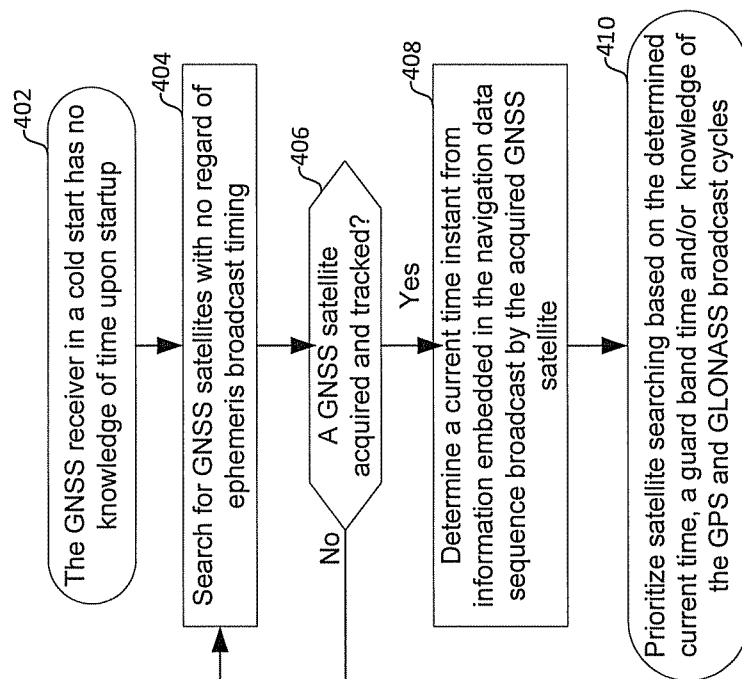 402
The GNSS receiver in a cold start has no
knowledge of time upon startup
404
Search for GNSS satellites with no regard of
ephemeris broadcast timing
406
A GNSS satellite
acquired and tracked?
No
Yes
408
Determine a current time instant from
information embedded in the navigation data
sequence broadcast by the acquired GNSS
satellite
410
Prioritize satellite searching based on the determined
current time, a guard band time and/or knowledge of
the GPS and GLONASS broadcast cycles